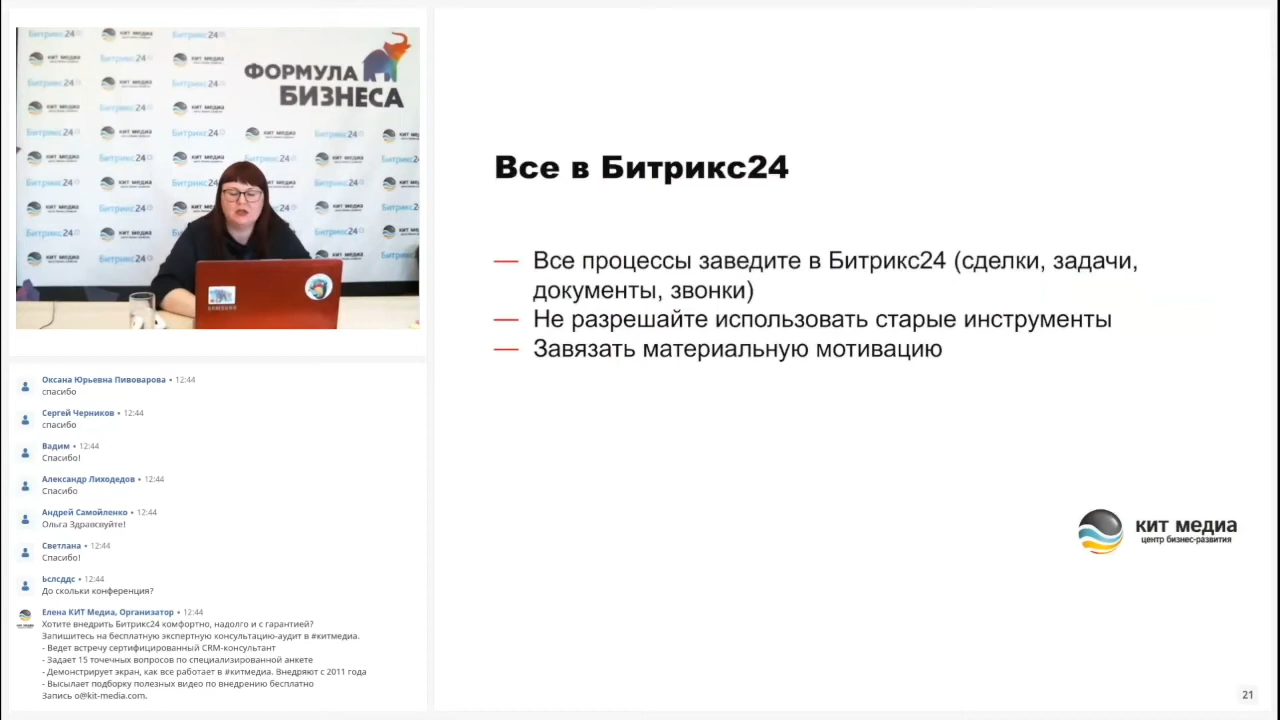 ФОРМУЛА
БИЗНЕСА
Битрикс24
кит медиа
SAMSUNG
Все в Битрикс24
— Все процессы заведите в Битрикс24 (сделки, задачи,
документы, звонки)
— Не разрешайте использовать старые инструменты
— Завязать материальную мотивацию
кит медиа
центр бизнес-развития
21
Оксана Юрьевна Пивоварова • 12:44
спасибо
Сергей Черников • 12:44
спасибо
Вадим • 12:44
Спасибо!
Александр Лиходедов • 12:44
Спасибо
Андрей Самойленко • 12:44
Ольга Здравсвуйте!
Светлана • 12:44
Спасибо!
Ьслсддс • 12:44
До скольки конференция?
Елена КИТ Медиа, Организатор • 12:44
Хотите внедрить Битрикс24 комфортно, надолго и с гарантией?
Запишитесь на бесплатную экспертную консультацию-аудит в #китмедиа.
- Ведет встречу сертифицированный CRM-консультант
- Задает 15 точечных вопросов по специализированной анкете
- Демонстрирует экран, как все работает в #китмедиа. Внедряют с 2011 года
- Высылает подборку полезных видео по внедрению бесплатно
Запись o@kit-media.com.